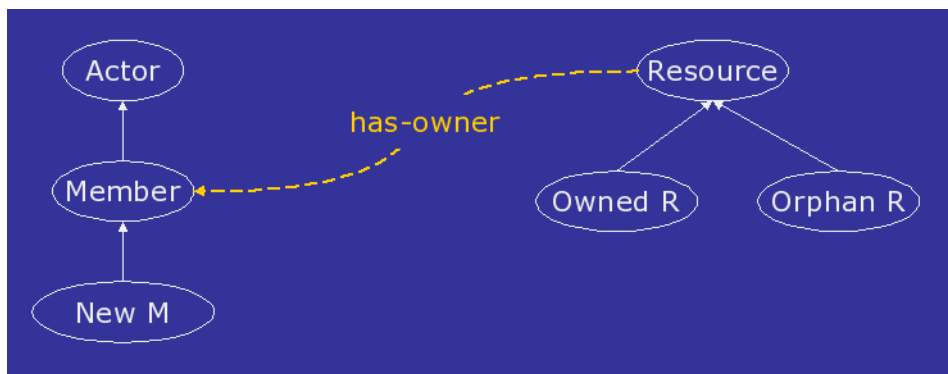 Actor
Resource
has-owner
Member
Owned R
Orphan R
New M